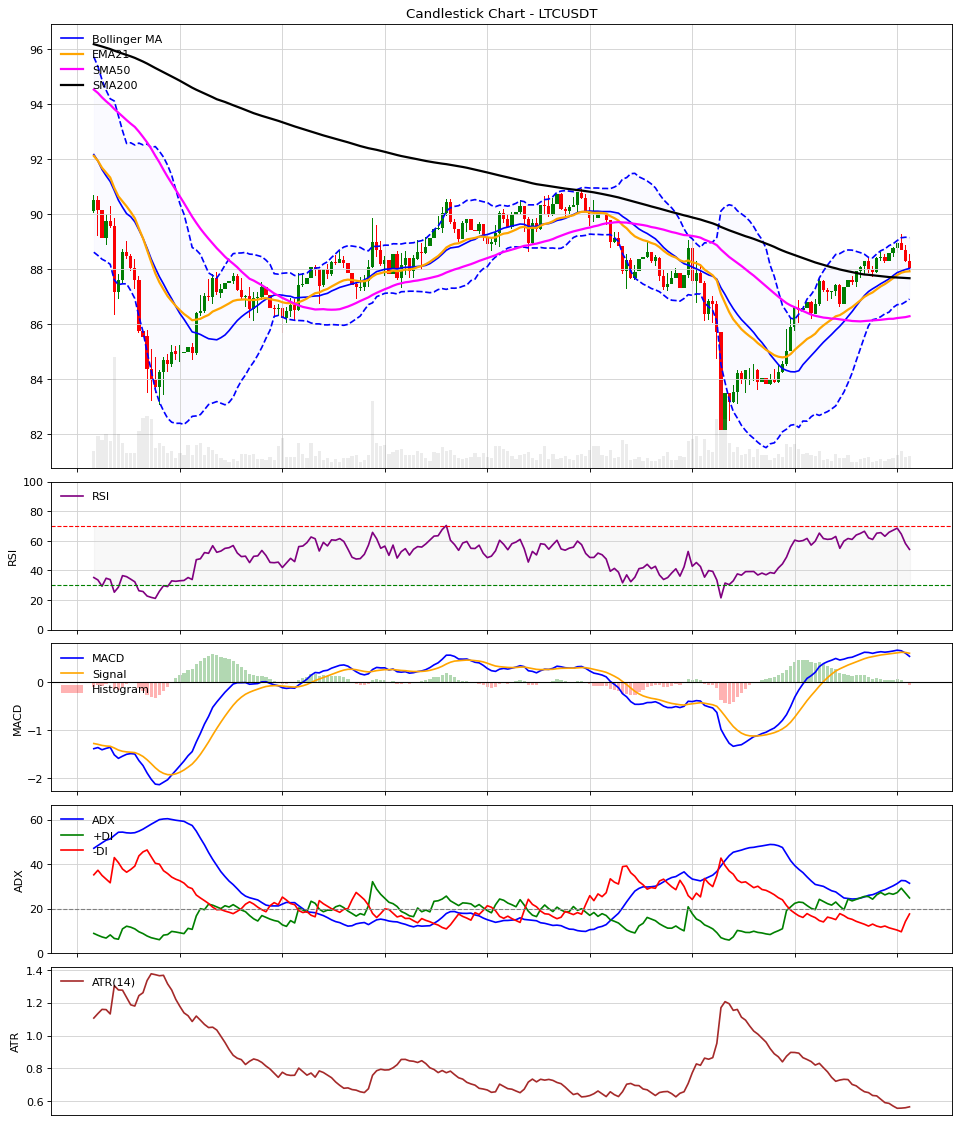 Candlestick Chart - LTCUSDT
Bollinger MA
EMA21
SMA50
SMA200
96
94
92
90
88
86
84
82
RSI
100
80
60
40
20
0
RSI
MACD
Signal
Histogram
0
−1
−2
MACD
ADX
+DI
-DI
60
40
20
0
ADX
ATR(14)
1.4
1.2
1.0
0.8
0.6
ATR